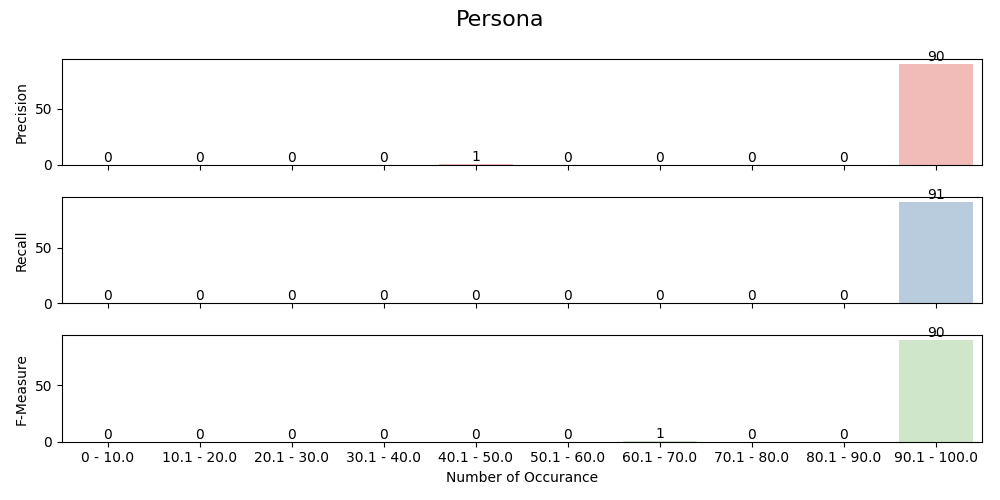 Persona
Precision
50
0
0 0 0 0 1 0 0 0 0 90
Recall
50
0
0 0 0 0 0 0 0 0 0 91
F-Measure
50
0
0 0 0 0 0 0 1 0 0 90
0 - 10.0 10.1 - 20.0 20.1 - 30.0 30.1 - 40.0 40.1 - 50.0 50.1 - 60.0 60.1 - 70.0 70.1 - 80.0 80.1 - 90.0 90.1 - 100.0
Number of Occurance